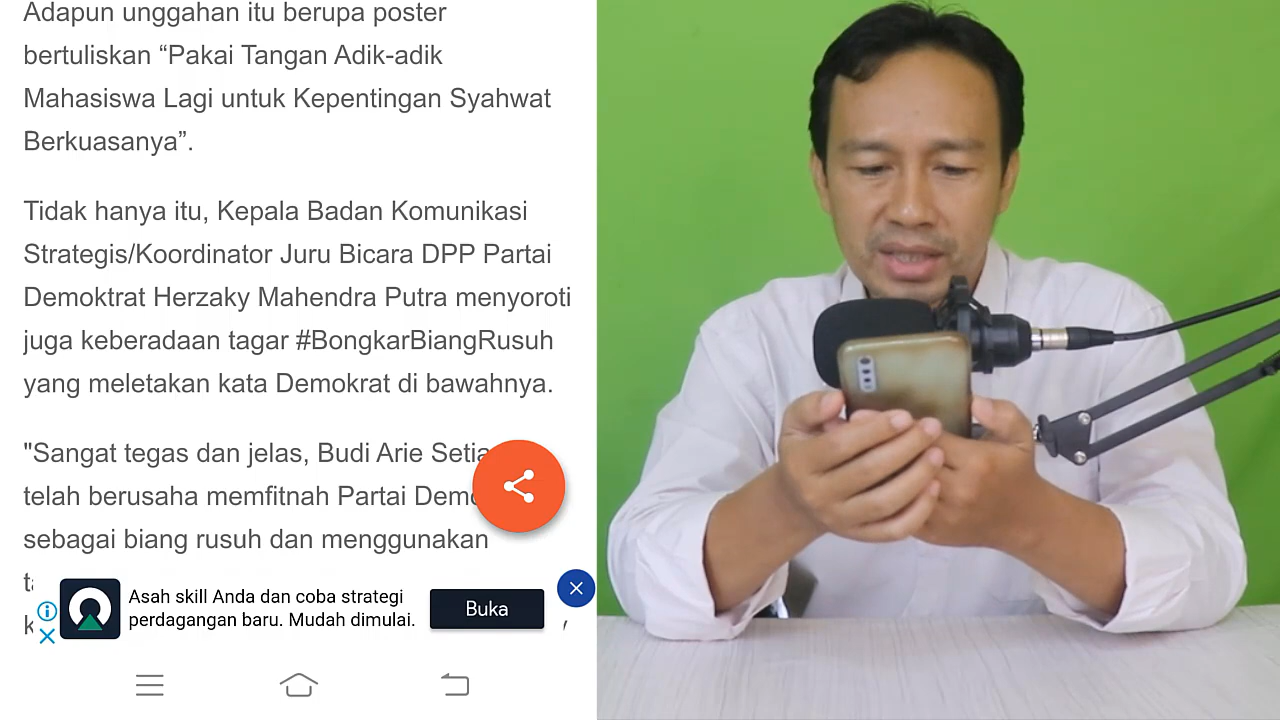 Adapun unggahan itu berupa poster
bertuliskan “Pakai Tangan Adik-adik
Mahasiswa Lagi untuk Kepentingan Syahwat
Berkuasanya”.
Tidak hanya itu, Kepala Badan Komunikasi
Strategis/Koordinator Juru Bicara DPP Partai
Demoktrat Herzaky Mahendra Putra menyoroti
juga keberadaan tagar #BongkarBiangRusuh
yang meletakan kata Demokrat di bawahnya.
"Sangat tegas dan jelas, Budi Arie
telah berusaha memfitnah Partai
sebagai biang rusuh dan menggunakan
Asah skill Anda dan coba strategi
perdagangan baru. Mudah dimulai.
Buka